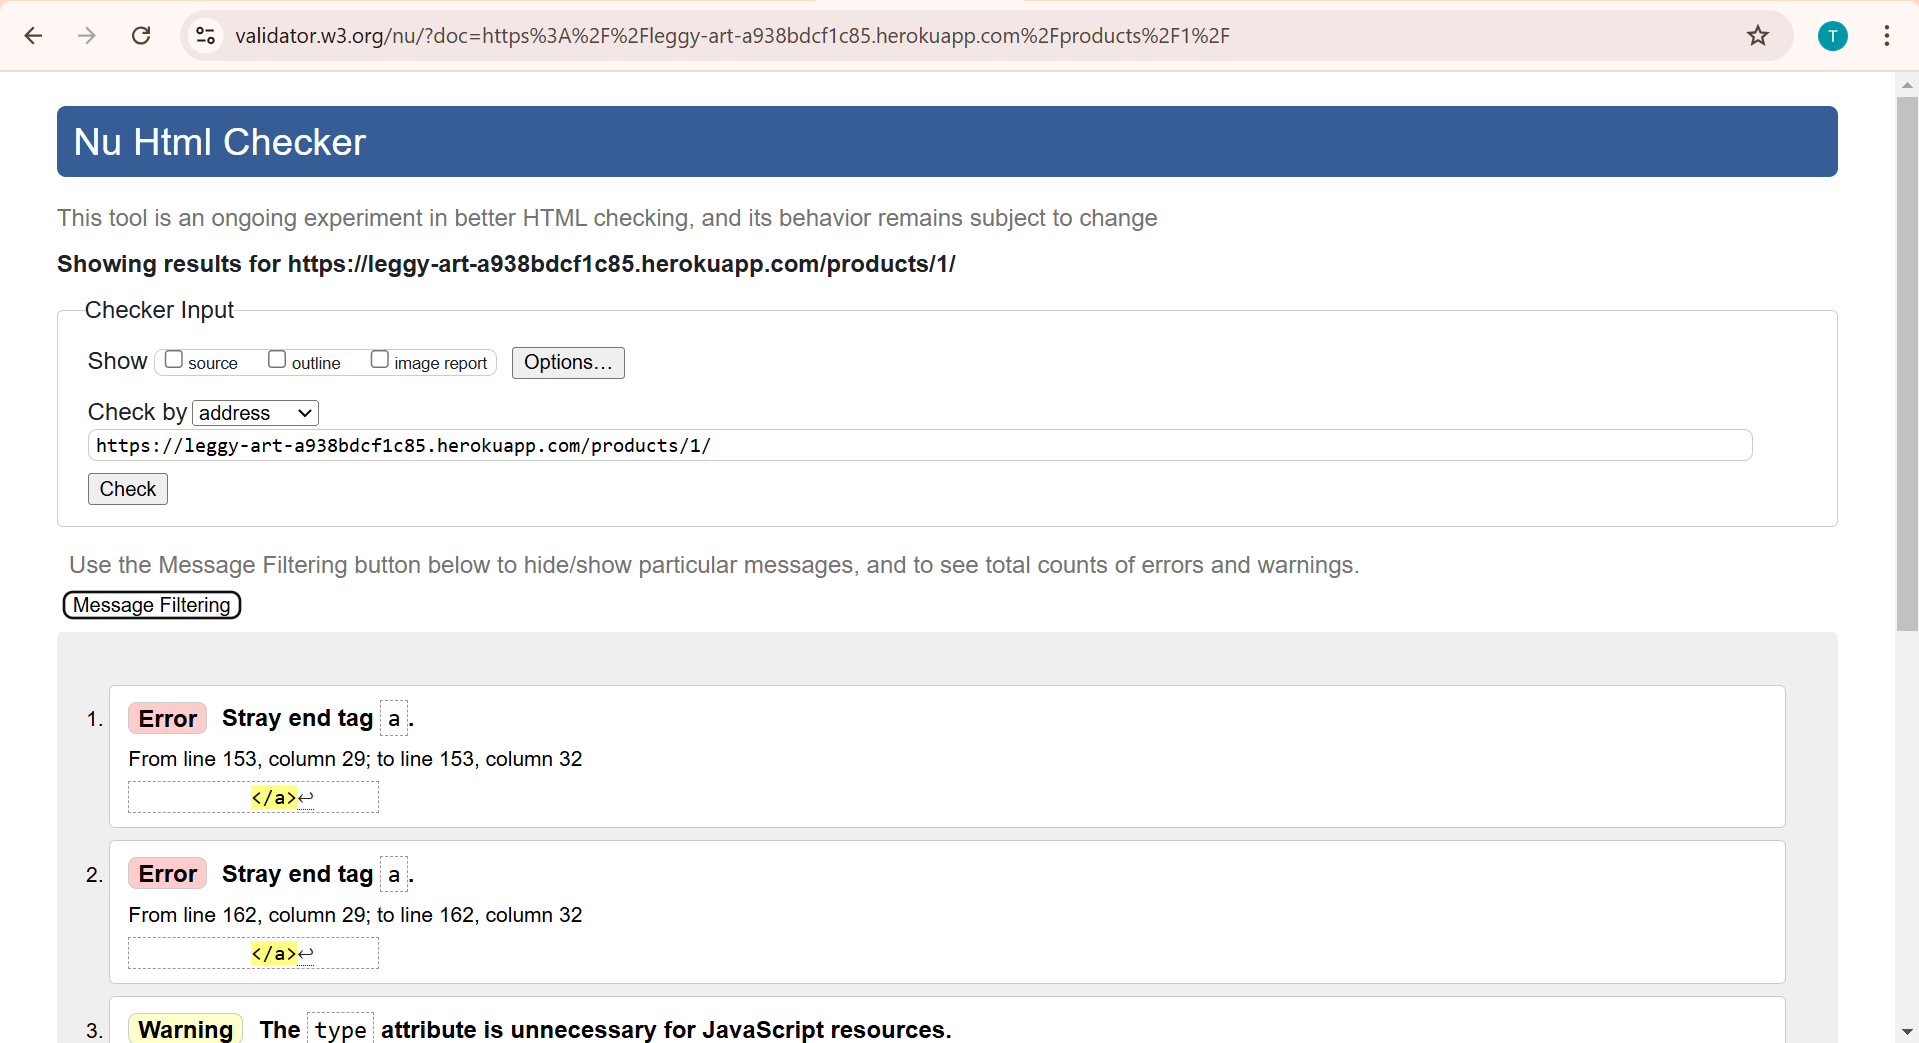 validator.w3.org/nu/?doc=https%3A%2F%2Fleggy-art-a938bdcf1c85.herokuapp.com%2Fproducts%2F1%2F
T
Nu Html Checker
This tool is an ongoing experiment in better HTML checking, and its behavior remains subject to change
Showing results for https://leggy-art-a938bdcf1c85.herokuapp.com/products/1/
Checker Input
Show source outline image report Options...
Check by address
https://leggy-art-a938bdcf1c85.herokuapp.com/products/1/
Check
Use the Message Filtering button below to hide/show particular messages, and to see total counts of errors and warnings.
Message Filtering
1. Error Stray end tag a.
From line 153, column 29; to line 153, column 32
</a>↩
2. Error Stray end tag a.
From line 162, column 29; to line 162, column 32
</a>↩
3. Warning The type attribute is unnecessary for JavaScript resources.